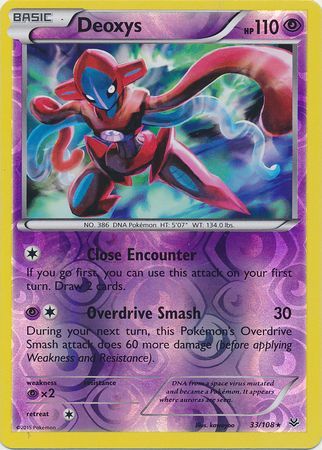 BASIC
Deoxys
HP110
NO. 386 DNA Pokémon. HT: 5'07" WT: 134.0 lbs.
Close Encounter
If you go first, you can use this attack on your first
turn. Draw 2 cards.
Overdrive Smash 30
During your next turn, this Pokémon's Overdrive
Smash attack does 60 more damage (before applying
Weakness and Resistance).
weakness resistance
×2
DNA from a space virus mutated
and became a Pokémon. It appears
where auroras are seen.
retreat
©2015 Pokémon
Illus. kawayoo
33/108★